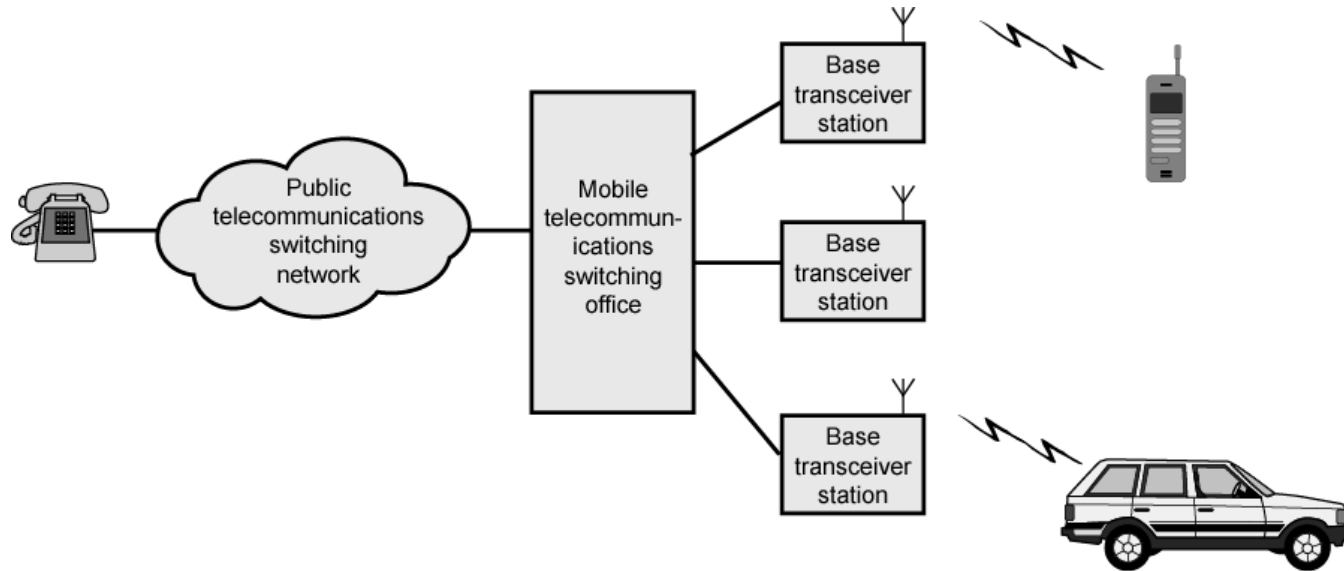 Public
telecommunications
switching
network
Mobile
telecommun-
ications
switching
office
Base
transceiver
station
Base
transceiver
station
Base
transceiver
station